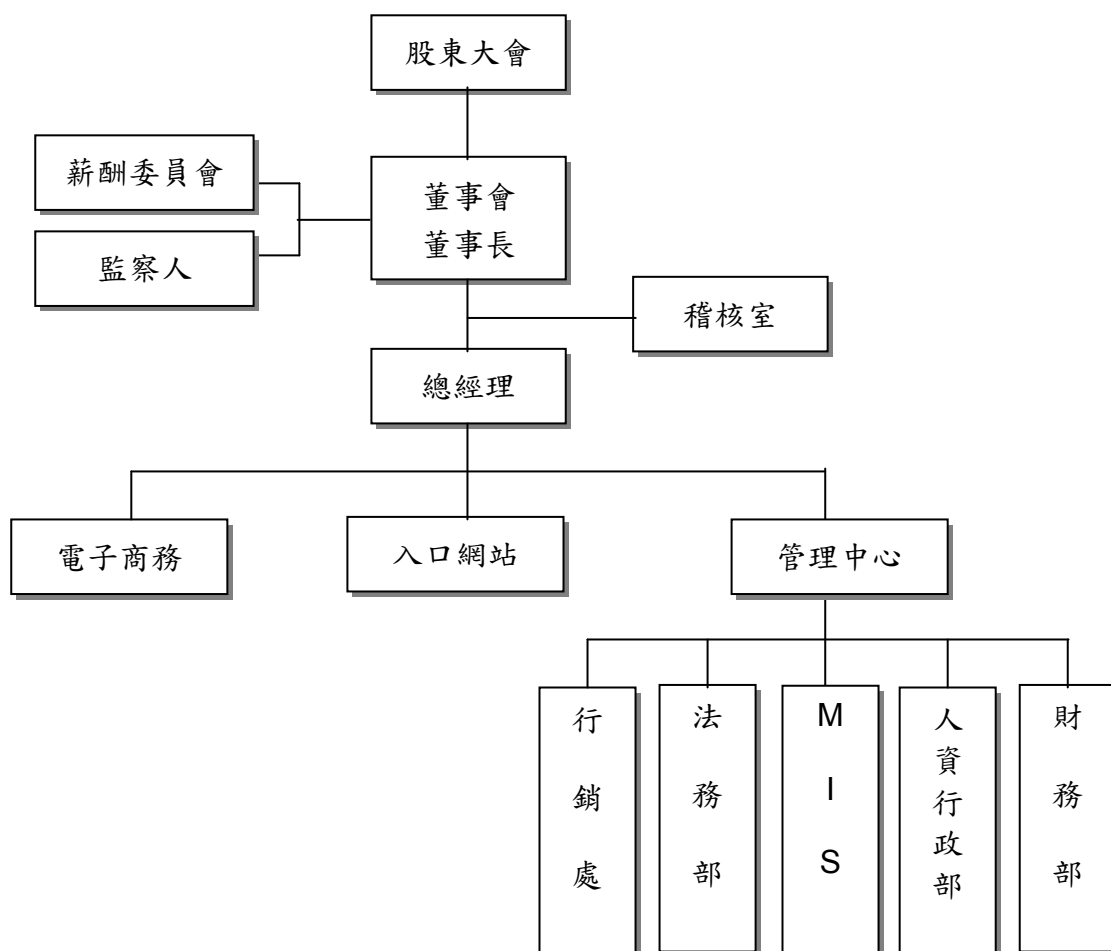 股東大會
薪酬委員會
董事會
董事長
監察人
稽核室
總經理
電子商務
入口網站
管理中心
行銷處
法務部
MIS
人資行政部
財務部